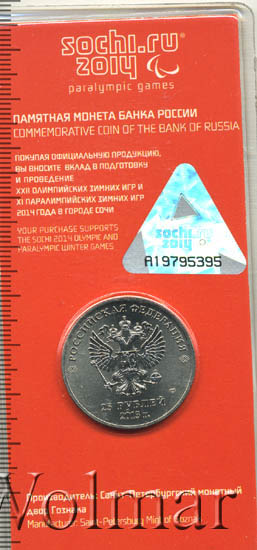 sochi.ru
2014
paralympic games
ПАМЯТНАЯ МОНЕТА БАНКА РОССИИ
COMMEMORATIVE COIN OF THE BANK OF RUSSIA
ПОКУПАЯ ОФИЦИАЛЬНУЮ ПРОДУКЦИЮ,
ВЫ ВНОСИТЕ ВКЛАД В ПОДГОТОВКУ
И ПРОВЕДЕНИЕ
XXII ОЛИМПИЙСКИХ ЗИМНИХ ИГР И
XI ПАРАЛИМПИЙСКИХ ЗИМНИХ ИГР
2014 ГОДА В ГОРОДЕ СОЧИ
YOUR PURCHASE SUPPORTS
THE SOCHI 2014 OLYMPIC AND
PARALYMPIC WINTER GAMES
sochi.ru
2014
A19795395
РОССИЙСКАЯ ФЕДЕРАЦИЯ
25 РУБЛЕЙ
2013 г.
Производитель: Санкт-Петербургский монетный
двор Гознака
Manufacturer: Saint-Petersburg Mint of Goznak
Wolmar